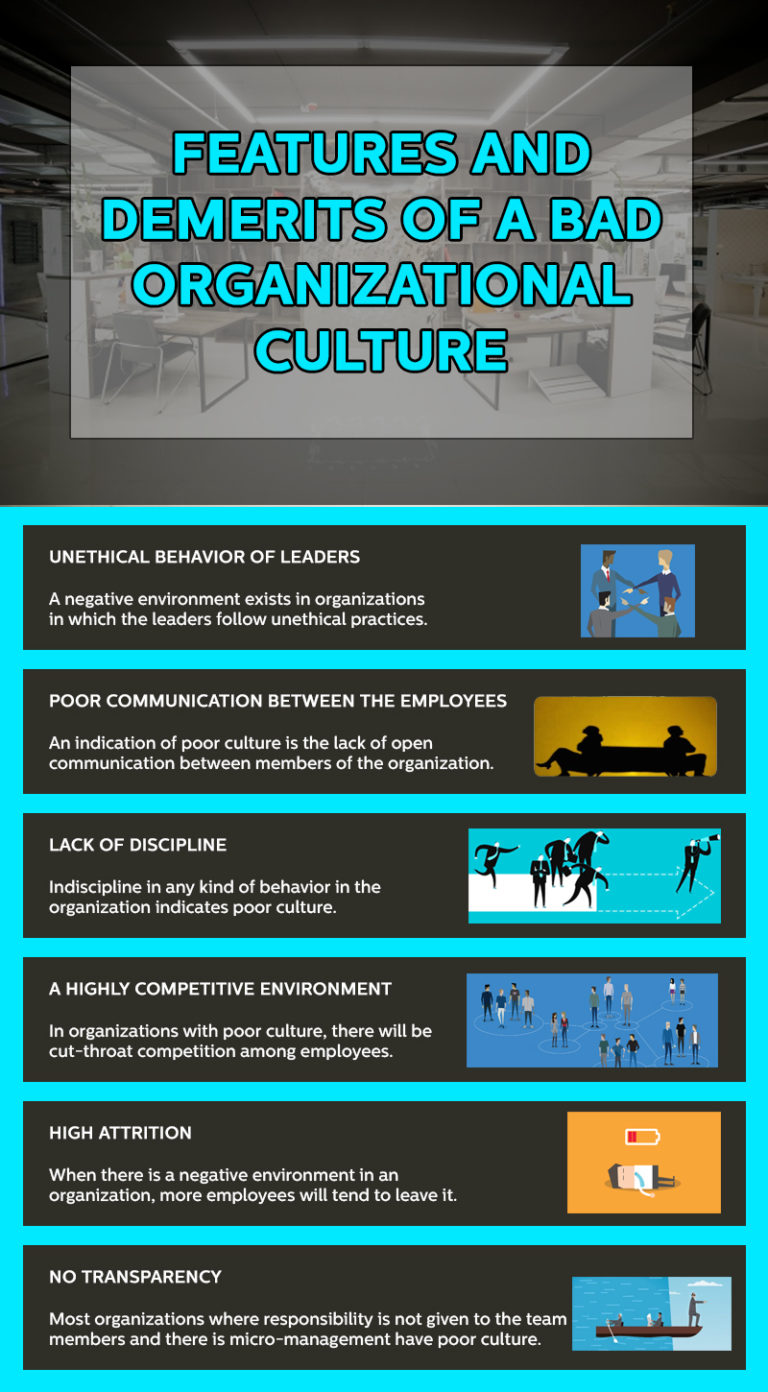 FEATURES AND
DEMERITS OF A BAD
ORGANIZATIONAL
CULTURE
UNETHICAL BEHAVIOR OF LEADERS
A negative environment exists in organizations
in which the leaders follow unethical practices.
POOR COMMUNICATION BETWEEN THE EMPLOYEES
An indication of poor culture is the lack of open
communication between members of the organization.
LACK OF DISCIPLINE
Indiscipline in any kind of behavior in the
organization indicates poor culture.
A HIGHLY COMPETITIVE ENVIRONMENT
In organizations with poor culture, there will be
cut-throat competition among employees.
HIGH ATTRITION
When there is a negative environment in an
organization, more employees will tend to leave it.
NO TRANSPARENCY
Most organizations where responsibility is not given to the team
members and there is micro-management have poor culture.